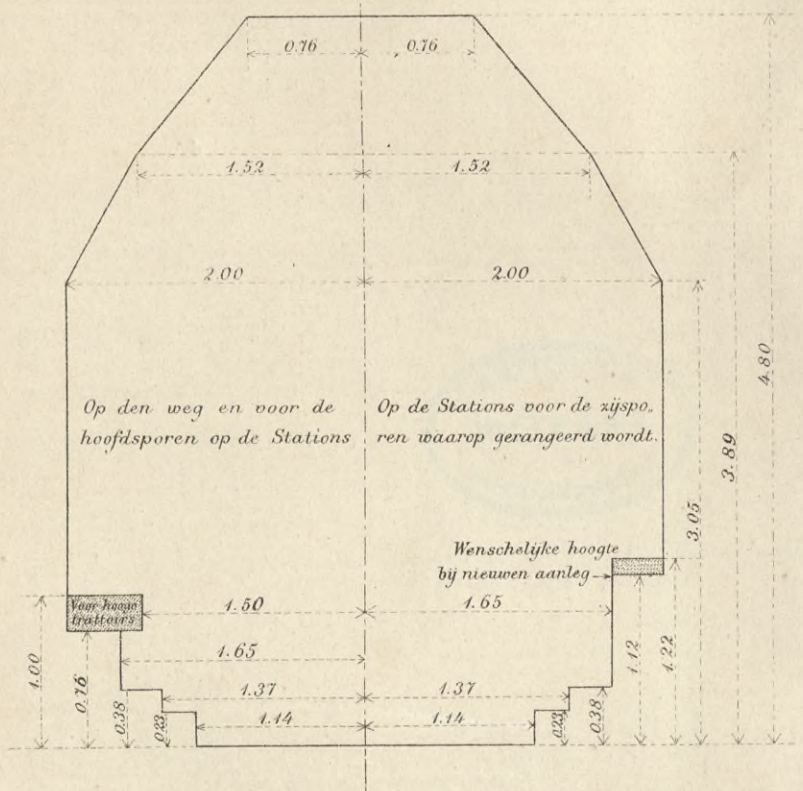 0.76 0.76
1.52 1.52
2.00 2.00
4.80
3.89
3.05
Op den weg en voor de
hoofdsporen op de Stations
Op de Stations voor de zijspo„
ren waarop gerangeerd wordt.
Wenschelijke hoogte
bij nieuwen aanleg
Voor hooge
trattoirs
1.50 1.65
1.65
1.37 1.37
1.14 1.14
1.00
0.76
0.38
0.23
0.23
0.38
1.12
1.22